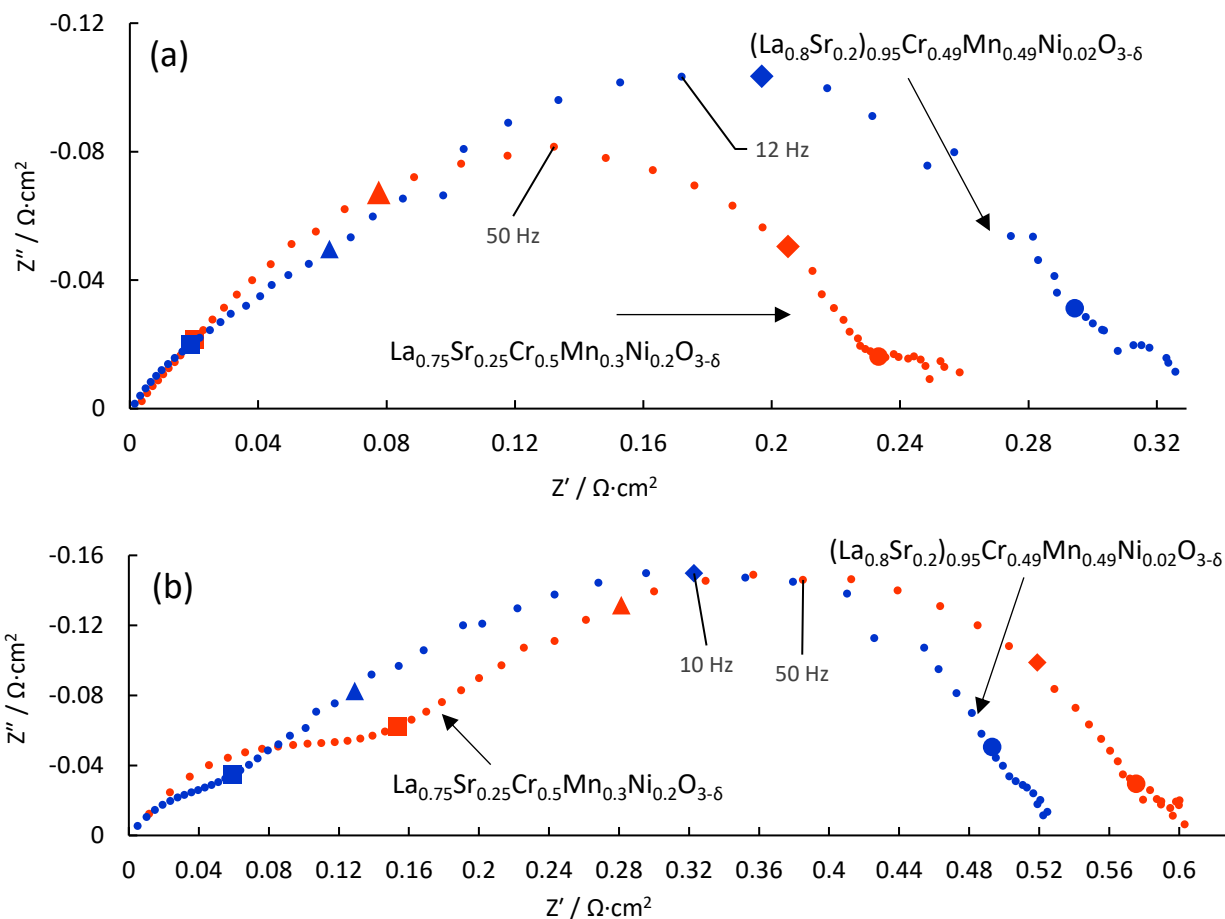 (a)
(La0.8Sr0.2)0.95Cr0.49Mn0.49Ni0.02O3-δ
12 Hz
50 Hz
La0.75Sr0.25Cr0.5Mn0.3Ni0.2O3-δ
-0.12
-0.08
-0.04
0
Z″ / Ω·cm2
0 0.04 0.08 0.12 0.16 0.2 0.24 0.28 0.32
Z′ / Ω·cm2
(b)
(La0.8Sr0.2)0.95Cr0.49Mn0.49Ni0.02O3-δ
10 Hz
50 Hz
La0.75Sr0.25Cr0.5Mn0.3Ni0.2O3-δ
-0.16
-0.12
-0.08
-0.04
0
Z″ / Ω·cm2
0 0.04 0.08 0.12 0.16 0.2 0.24 0.28 0.32 0.36 0.4 0.44 0.48 0.52 0.56 0.6
Z′ / Ω·cm2